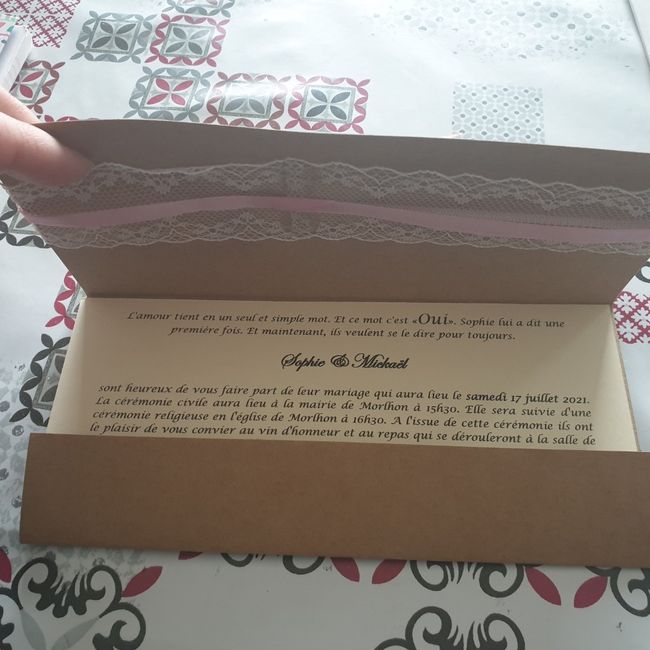 L'amour tient en un seul et simple mot. Et ce mot c'est «Oui». Sophie lui a dit une
première fois. Et maintenant, ils veulent se le dire pour toujours.
Sophie & Mickaël
sont heureux de vous faire part de leur mariage qui aura lieu le samedi 17 juillet 2021.
La cérémonie civile aura lieu à la mairie de Morlhon à 15h30. Elle sera suivie d'une
cérémonie religieuse en l'église de Morlhon à 16h30. A l'issue de cette cérémonie ils ont
le plaisir de vous convier au vin d'honneur et au repas qui se dérouleront à la salle de